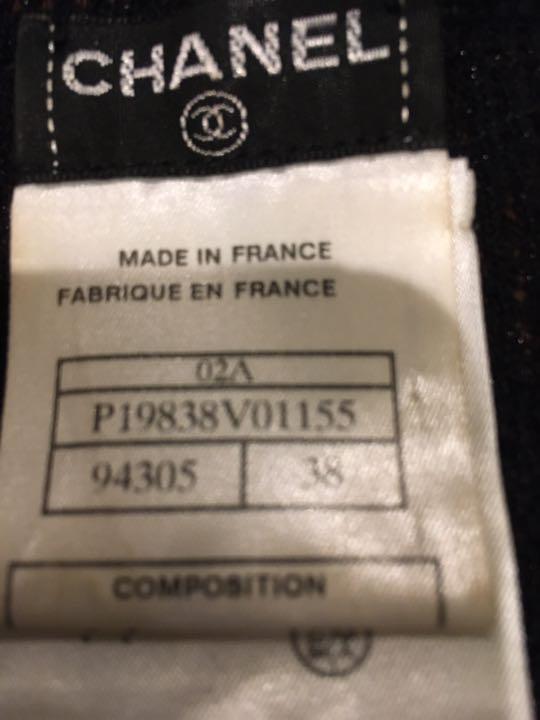 CHANEL
MADE IN FRANCE
FABRIQUE EN FRANCE
02A
P19838V01155
94305 38
COMPOSITION